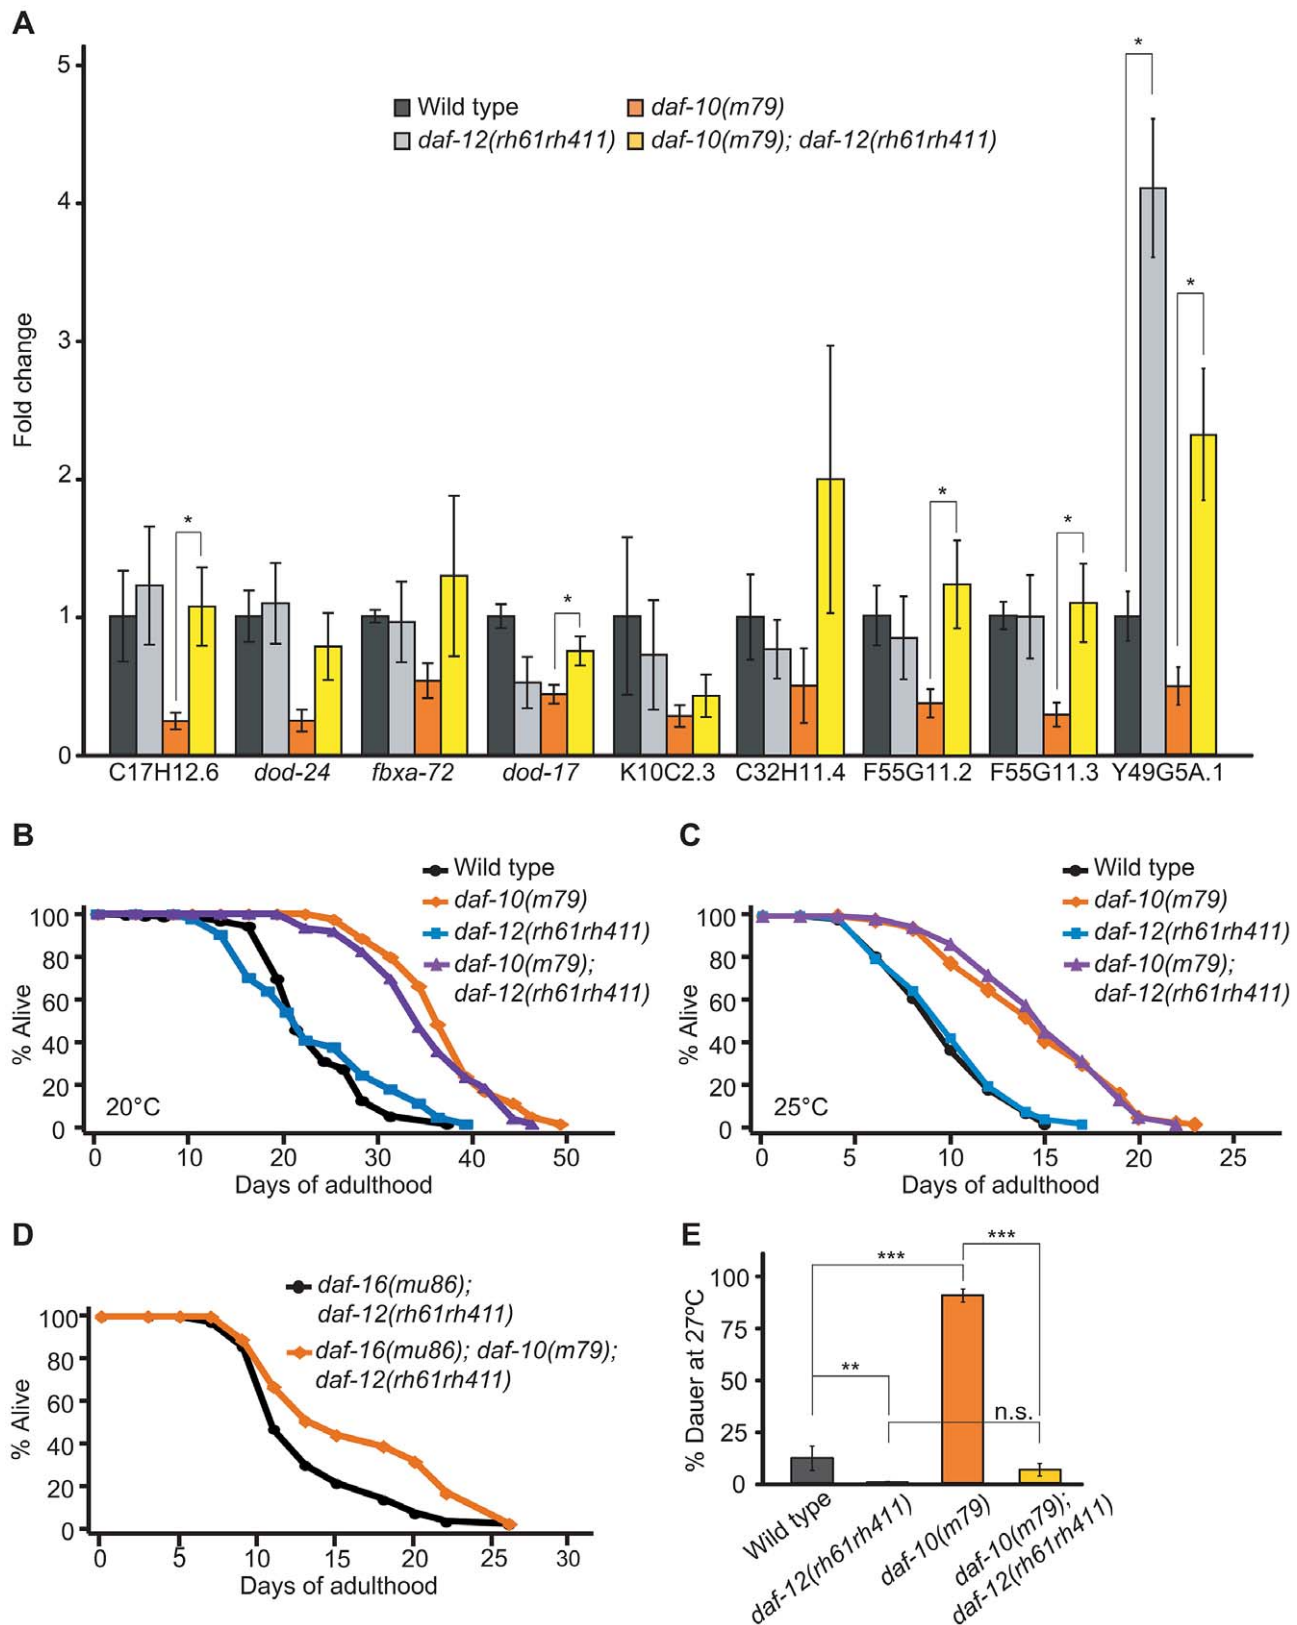 A
5
4
3
2
1
0
Fold change
Wild type
daf-10(m79)
daf-12(rh61rh411)
daf-10(m79); daf-12(rh61rh411)
*
*
*
*
*
*
C17H12.6
dod-24
fbxa-72
dod-17
K10C2.3
C32H11.4
F55G11.2
F55G11.3
Y49G5A.1
B
Wild type
daf-10(m79)
daf-12(rh61rh411)
daf-10(m79);
daf-12(rh61rh411)
100
80
60
40
20
0
% Alive
20°C
0 10 20 30 40 50
Days of adulthood
C
Wild type
daf-10(m79)
daf-12(rh61rh411)
daf-10(m79);
daf-12(rh61rh411)
100
80
60
40
20
0
% Alive
25°C
0 5 10 15 20 25
Days of adulthood
D
daf-16(mu86);
daf-12(rh61rh411)
daf-16(mu86); daf-10(m79);
daf-12(rh61rh411)
100
80
60
40
20
0
% Alive
0 5 10 15 20 25 30
Days of adulthood
E
***
***
**
n.s.
100
75
50
25
0
% Dauer at 27ºC
Wild type
daf-12(rh61rh411)
daf-10(m79)
daf-10(m79);
daf-12(rh61rh411)